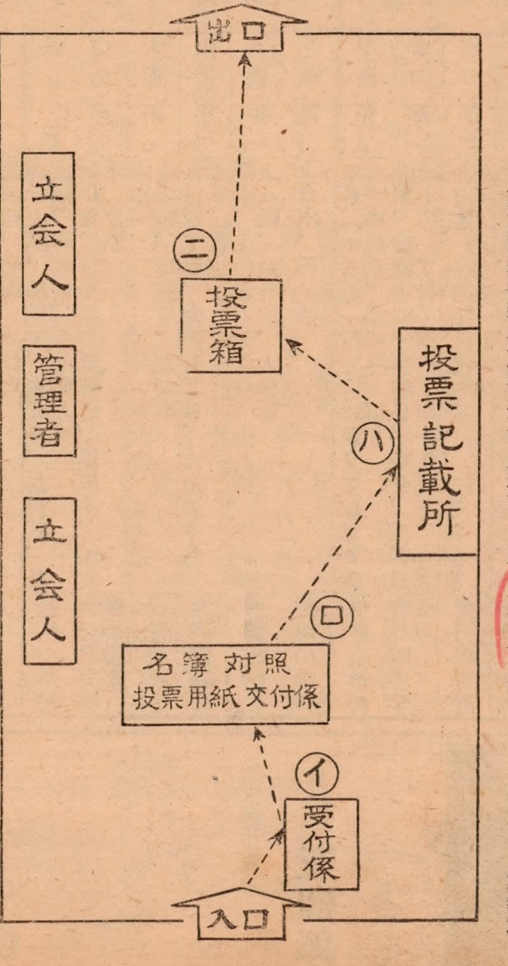 出口
立会人
㊁
投票箱
管理者
投票記載所
㋩
立会人
㋺
名簿対照
投票用紙交付係
㋑
受付係
入口